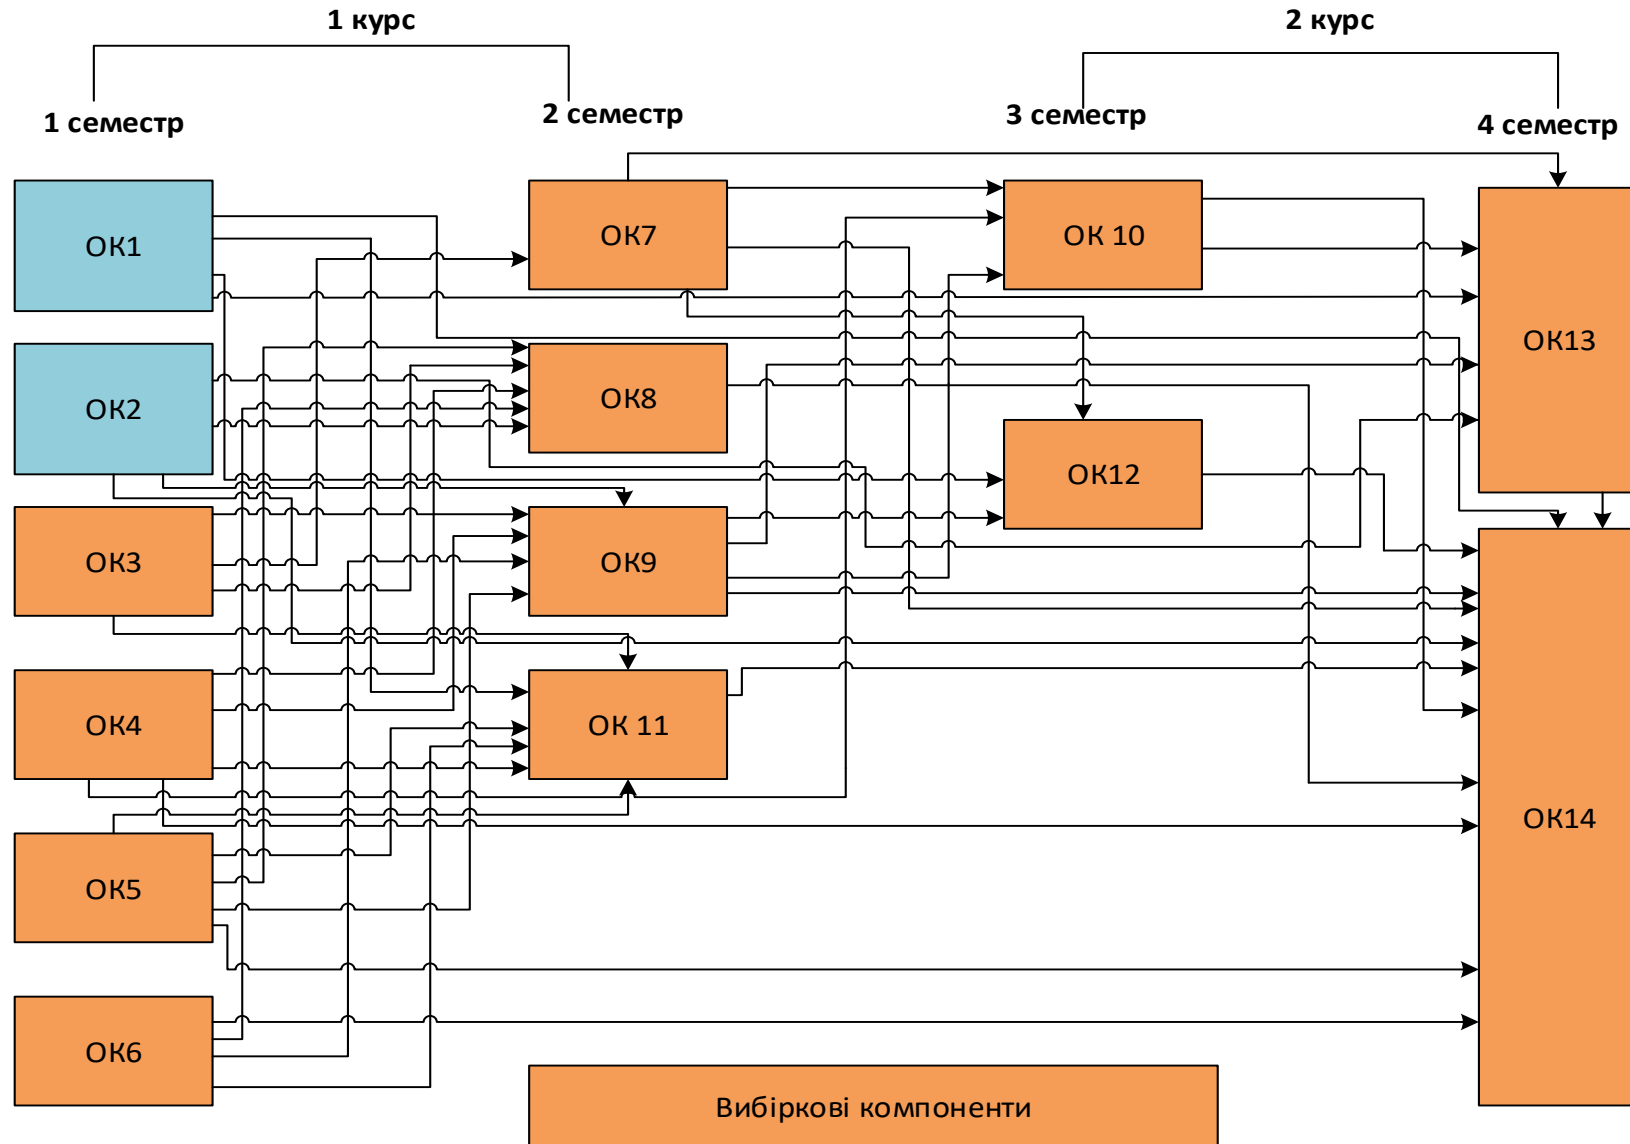 1 курс
2 курс
1 семестр
2 семестр
3 семестр
4 семестр
ОК1
ОК7
ОК 10
ОК13
ОК2
ОК8
ОК12
ОК3
ОК9
ОК4
ОК 11
ОК14
ОК5
ОК6
Вибіркові компоненти